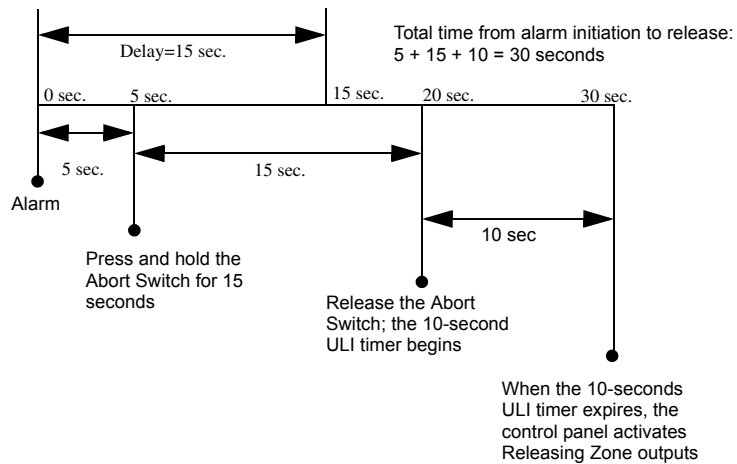 Total time from alarm initiation to release:
5 + 15 + 10 = 30 seconds
Delay=15 sec.
0 sec.
5 sec.
15 sec.
20 sec.
30 sec.
5 sec.
15 sec.
Alarm
10 sec
Press and hold the
Abort Switch for 15
seconds
Release the Abort
Switch; the 10-second
ULI timer begins
When the 10-seconds
ULI timer expires, the
control panel activates
Releasing Zone outputs